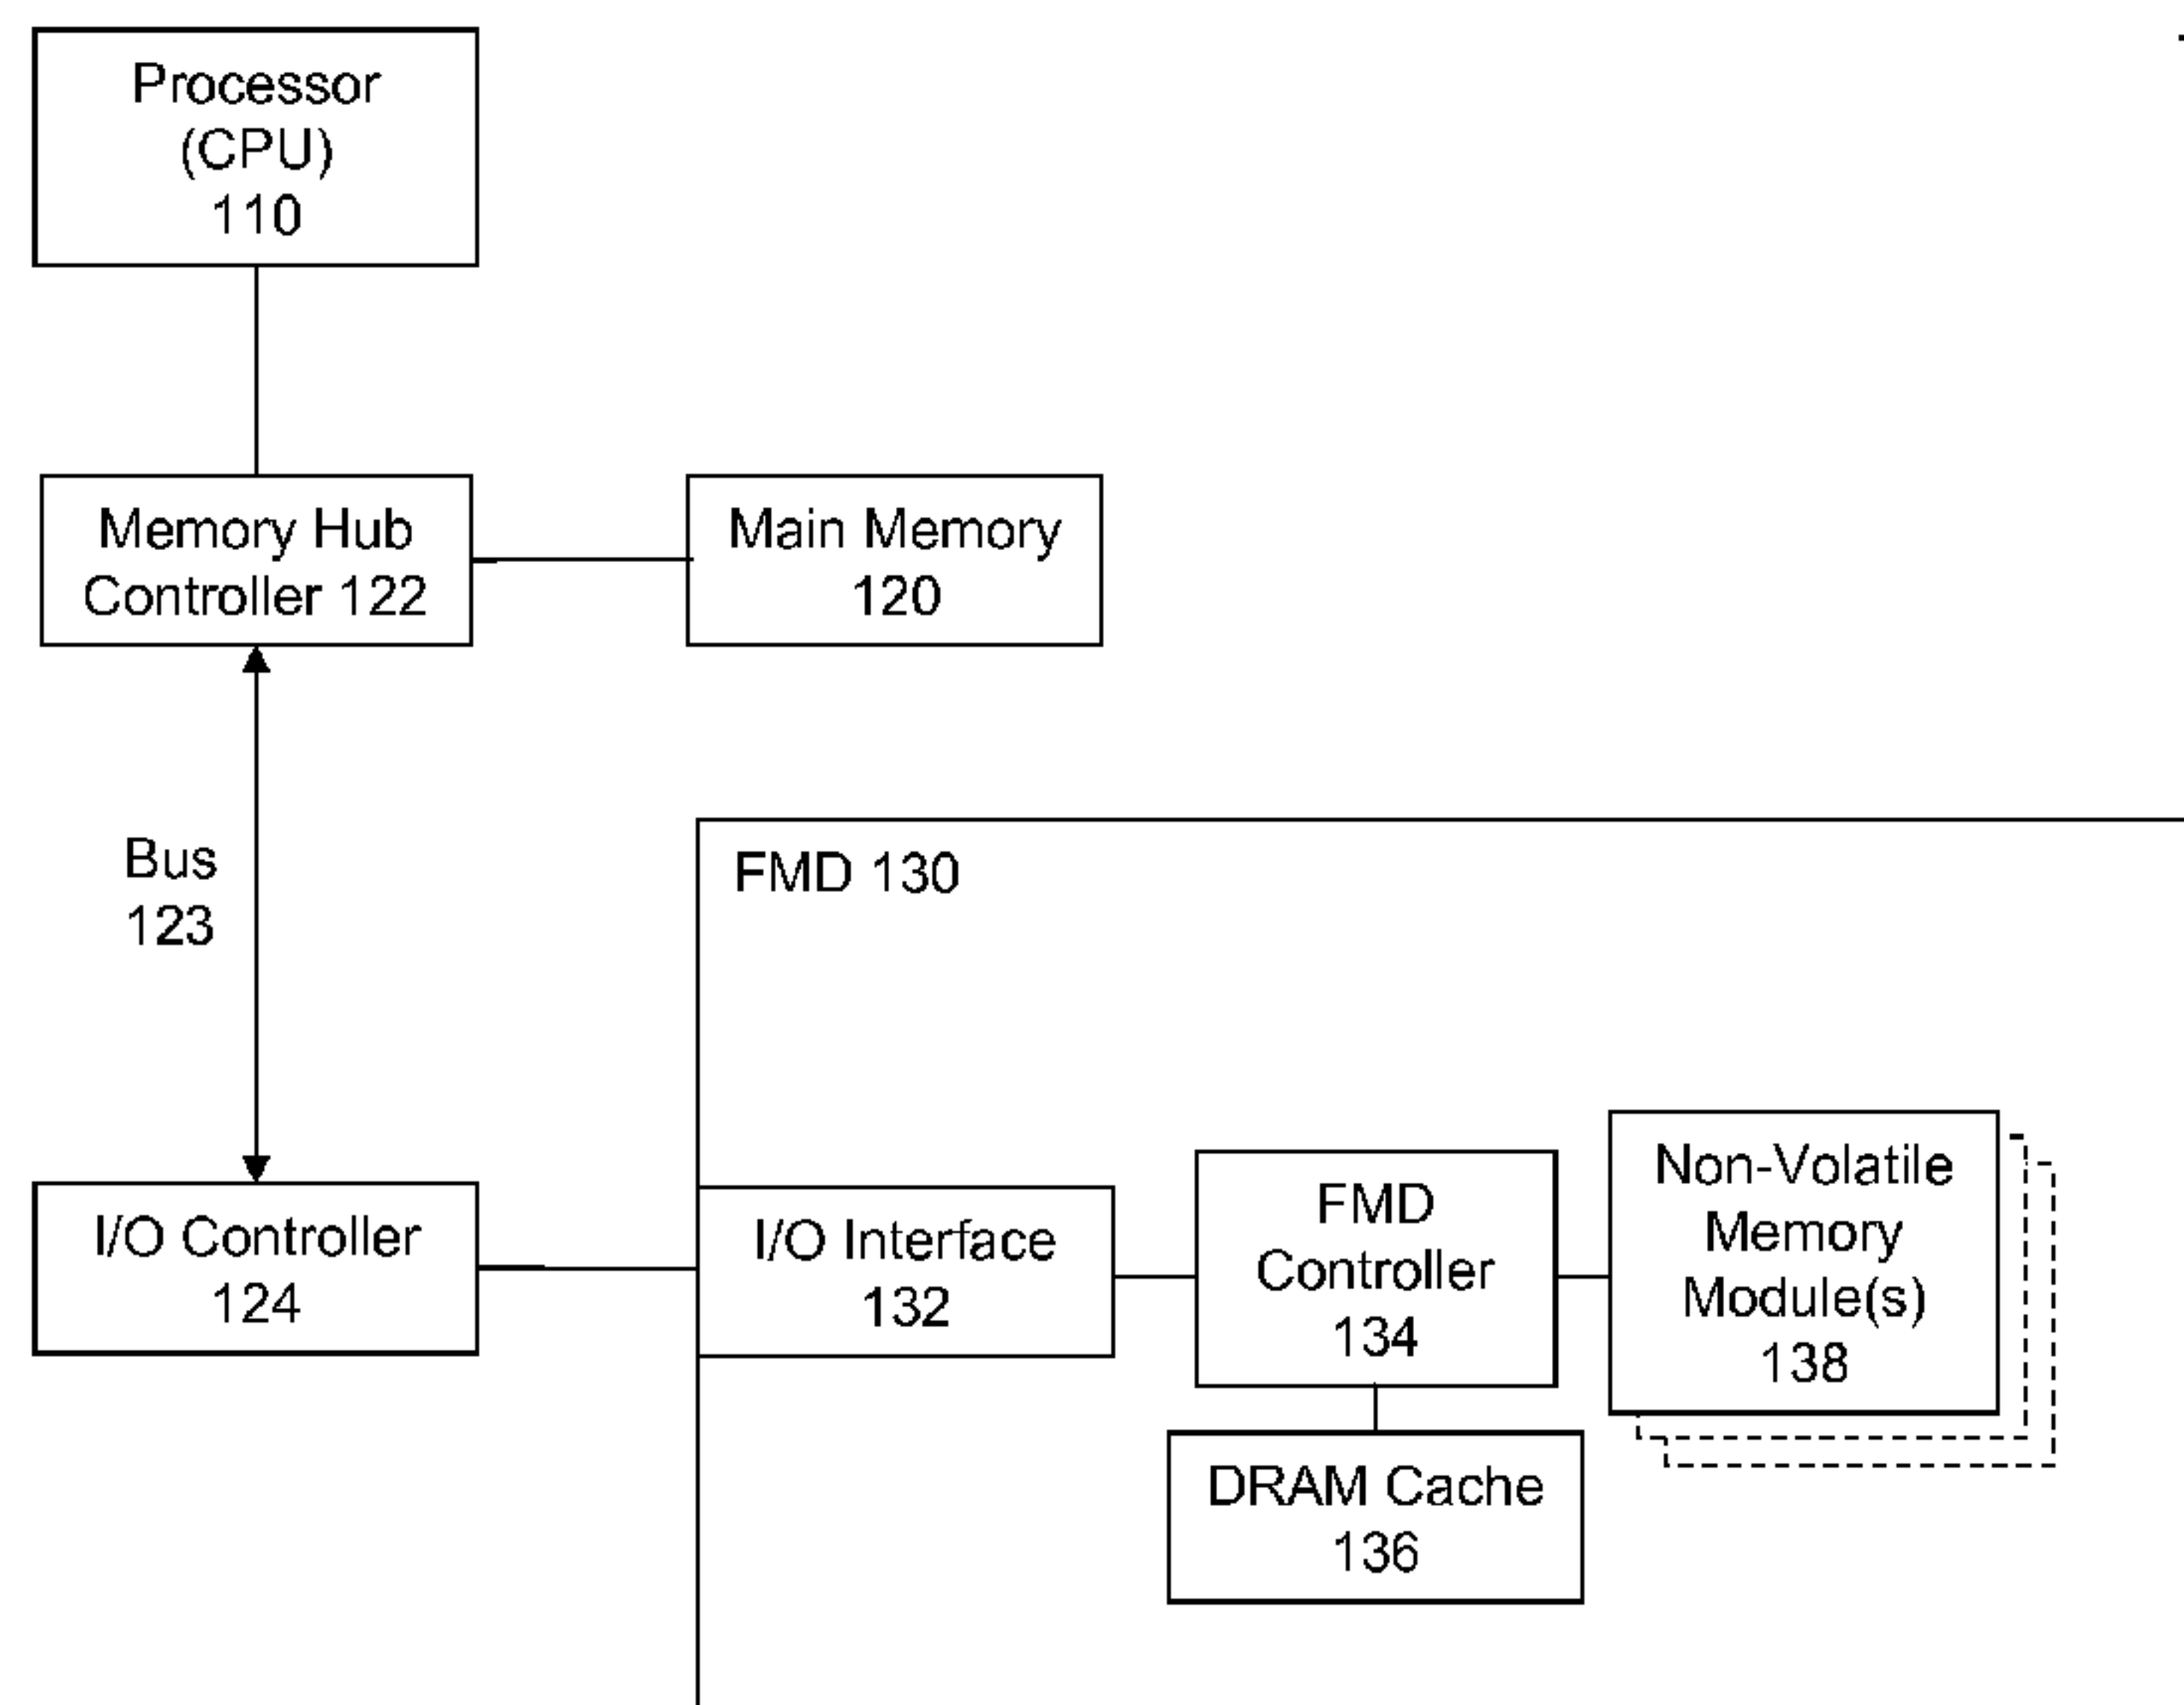 Processor
(CPU)
110
Memory Hub
Controller 122
Main Memory
120
Bus
123
FMD 130
I/O Controller
124
I/O Interface
132
FMD
Controller
134
Non-Volatile
Memory
Module(s)
138
DRAM Cache
136